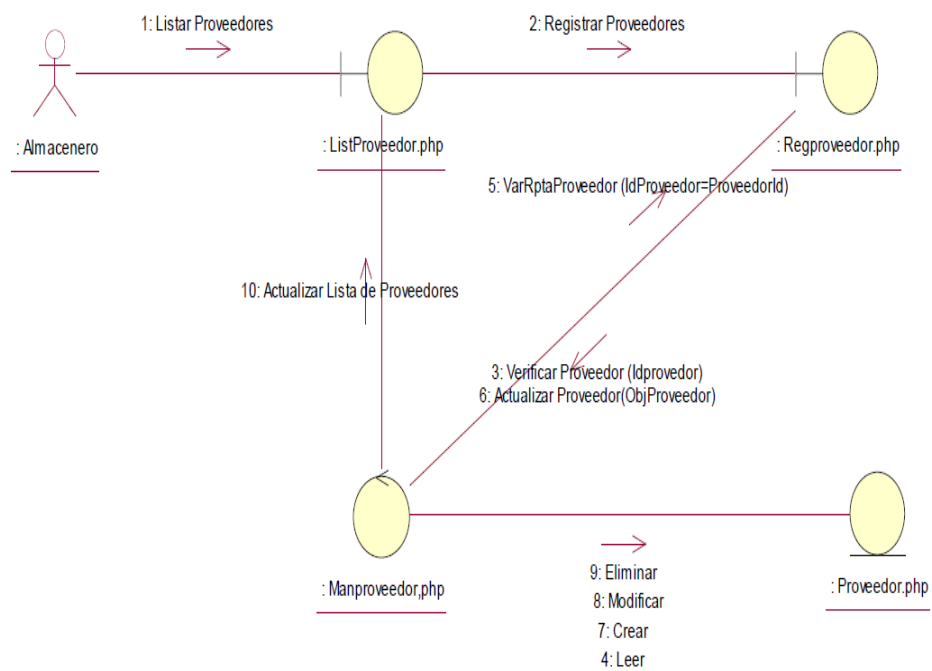 1: Listar Proveedores
2: Registrar Proveedores
: Almacenero
: ListProveedor.php
: Regproveedor.php
5: VarRptaProveedor (IdProveedor=ProveedorId)
10: Actualizar Lista de Proveedores
3: Verificar Proveedor (Idprovedor)
6: Actualizar Proveedor(ObjProveedor)
: Manproveedor,php
: Proveedor.php
9: Eliminar
8: Modificar
7: Crear
4: Leer